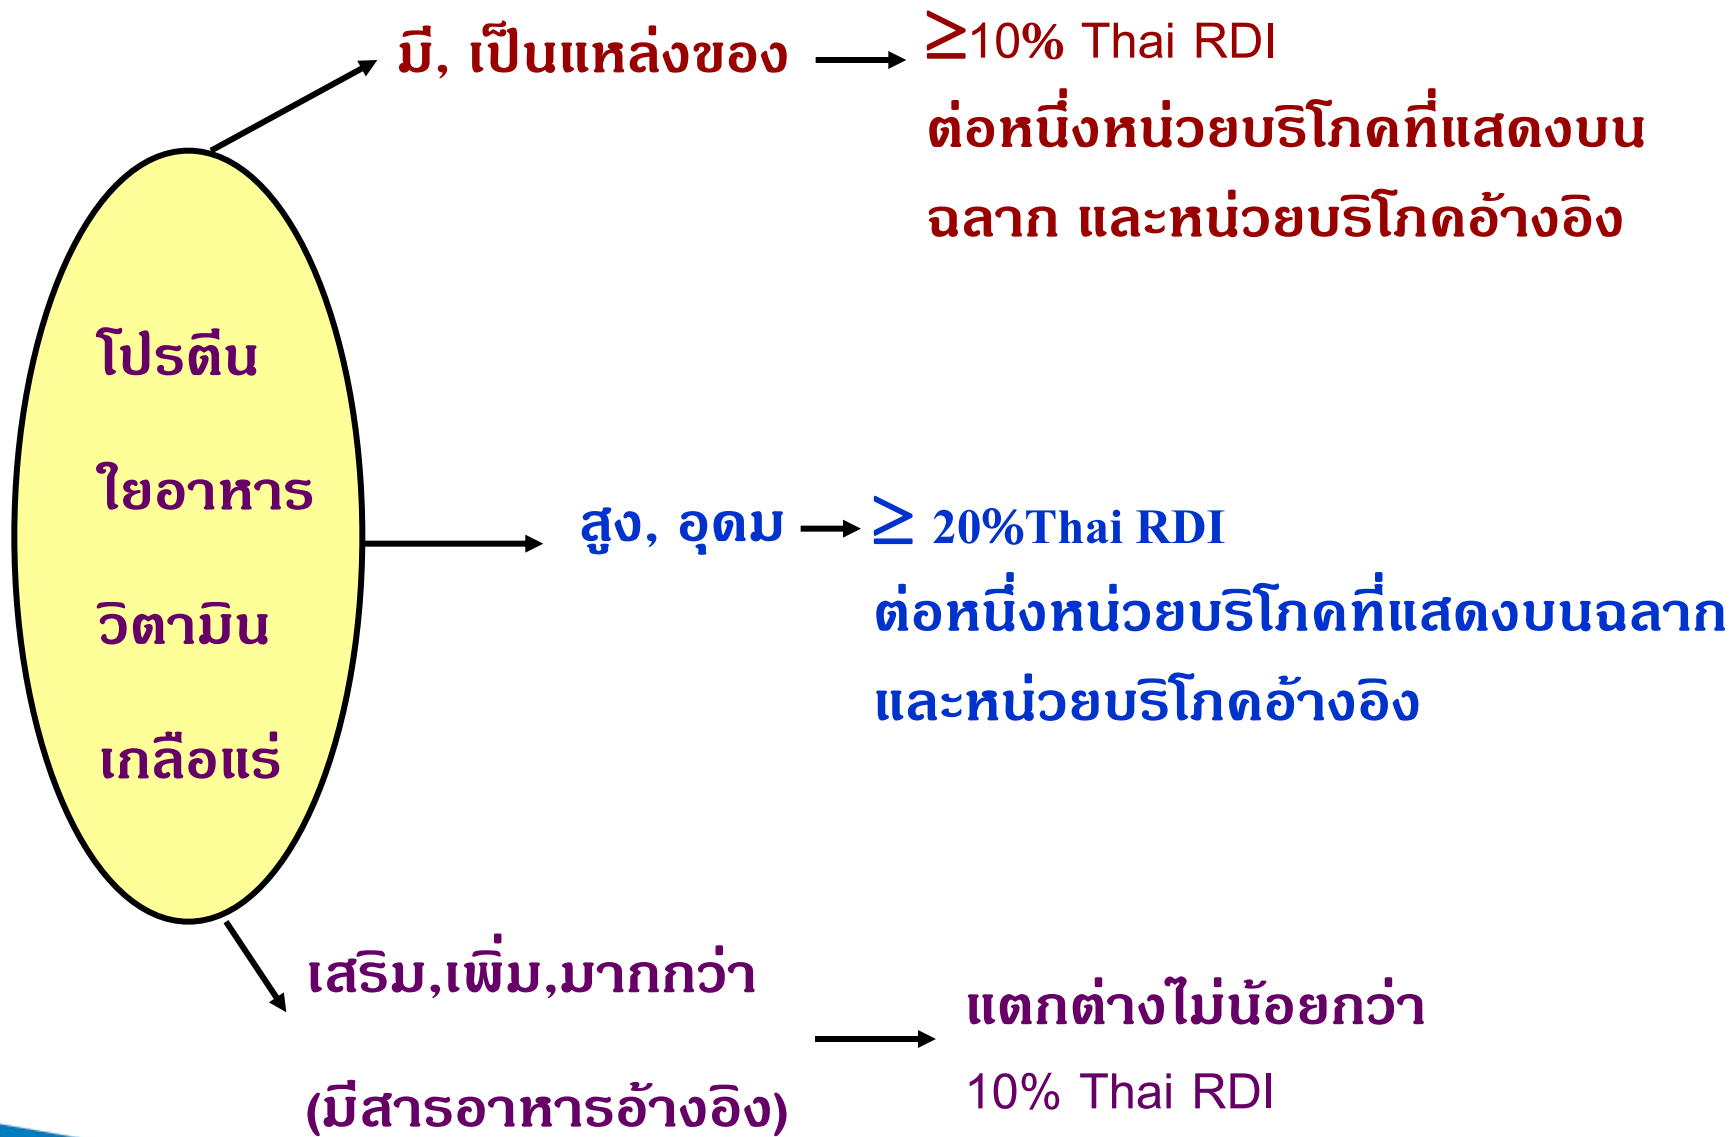 มี, เป็นแหล่งของ
≥10% Thai RDI
ต่อหนึ่งหน่วยบริโภคที่แสดงบน
ฉลาก และหน่วยบริโภคอ้างอิง
โปรตีน
ใยอาหาร
วิตามิน
เกลือแร่
สูง, อุดม
≥ 20%Thai RDI
ต่อหนึ่งหน่วยบริโภคที่แสดงบนฉลาก
และหน่วยบริโภคอ้างอิง
เสริม,เพิ่ม,มากกว่า
(มีสารอาหารอ้างอิง)
แตกต่างไม่น้อยกว่า
10% Thai RDI